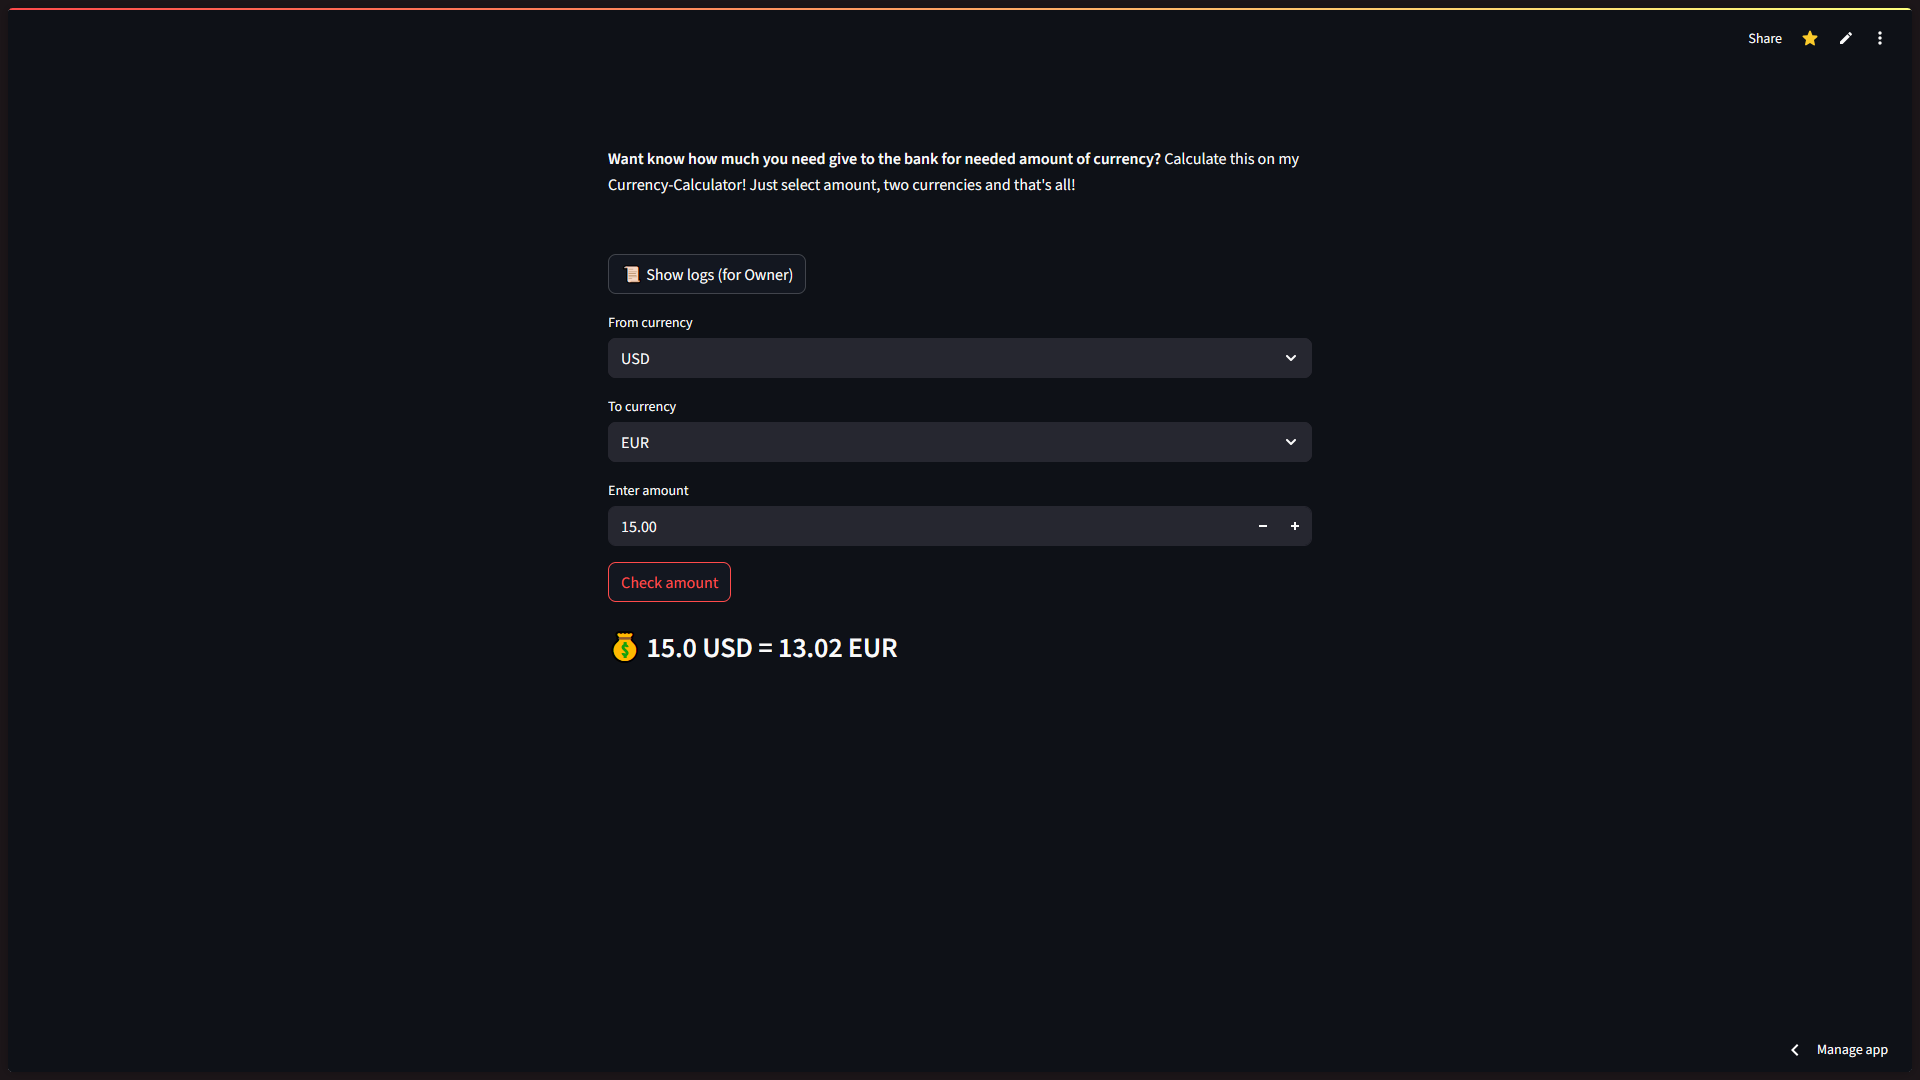 Share
Want know how much you need give to the bank for needed amount of currency? Calculate this on my
Currency-Calculator! Just select amount, two currencies and that's all!
📜 Show logs (for Owner)
From currency
USD
To currency
EUR
Enter amount
15.00
Check amount
💰 15.0 USD = 13.02 EUR
Manage app